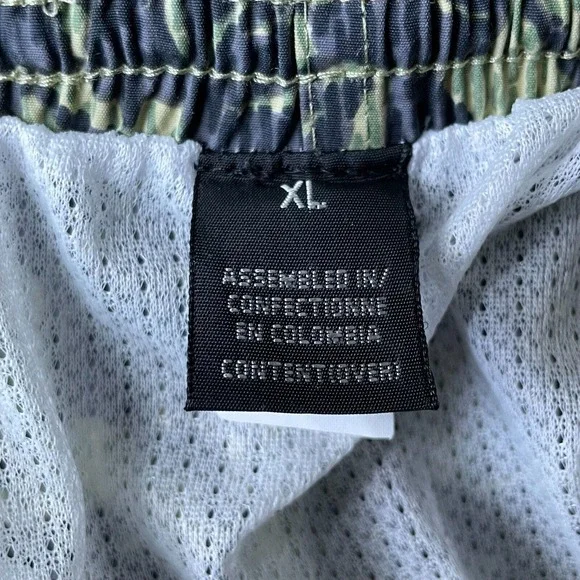 XL
ASSEMBLED IN/
CONFECTIONNE
EN COLOMBIA
CONTENT(OVER)